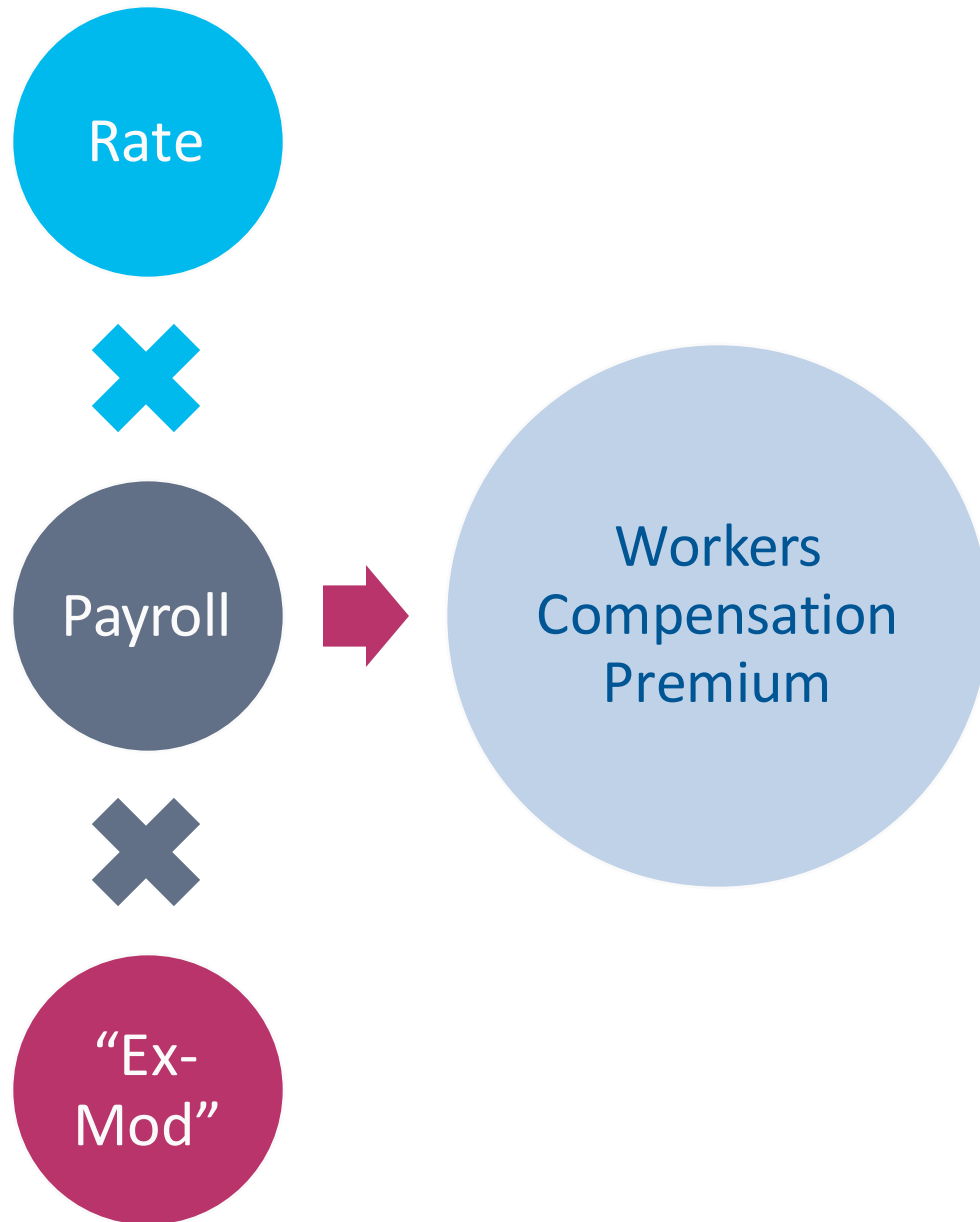 Rate
Payroll
“Ex-
Mod”
Workers
Compensation
Premium